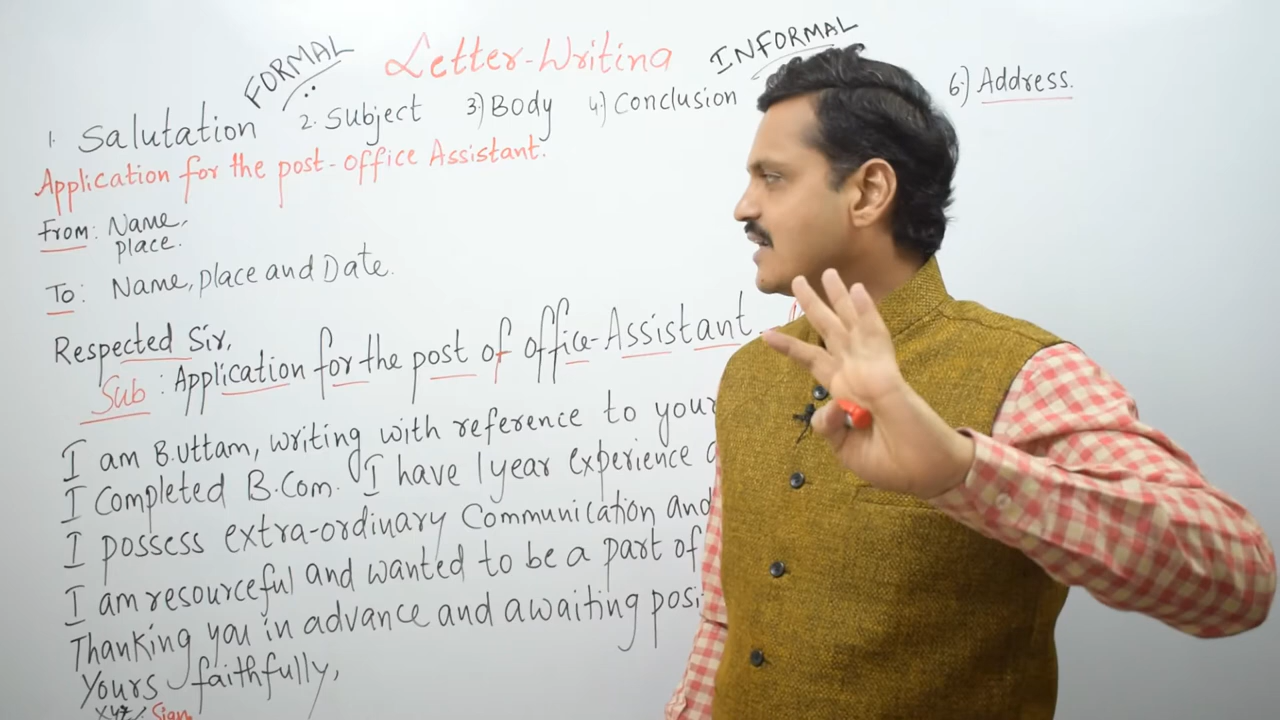 FORMAL Letter-Writing INFORMAL
1. Salutation 2. Subject 3) Body 4) Conclusion 6) Address.
Application for the post-office Assistant.
From: Name,
place.
To: Name, place and Date.
Respected Sir,
Sub: Application for the post of office-Assistant
I am B.Uttam, writing with reference to your
I Completed B.Com. I have 1 year experience
I possess extra-ordinary Communication and
I am resourceful and wanted to be a part of
Thanking you in advance and awaiting posi
Yours faithfully,
xyz. Sign